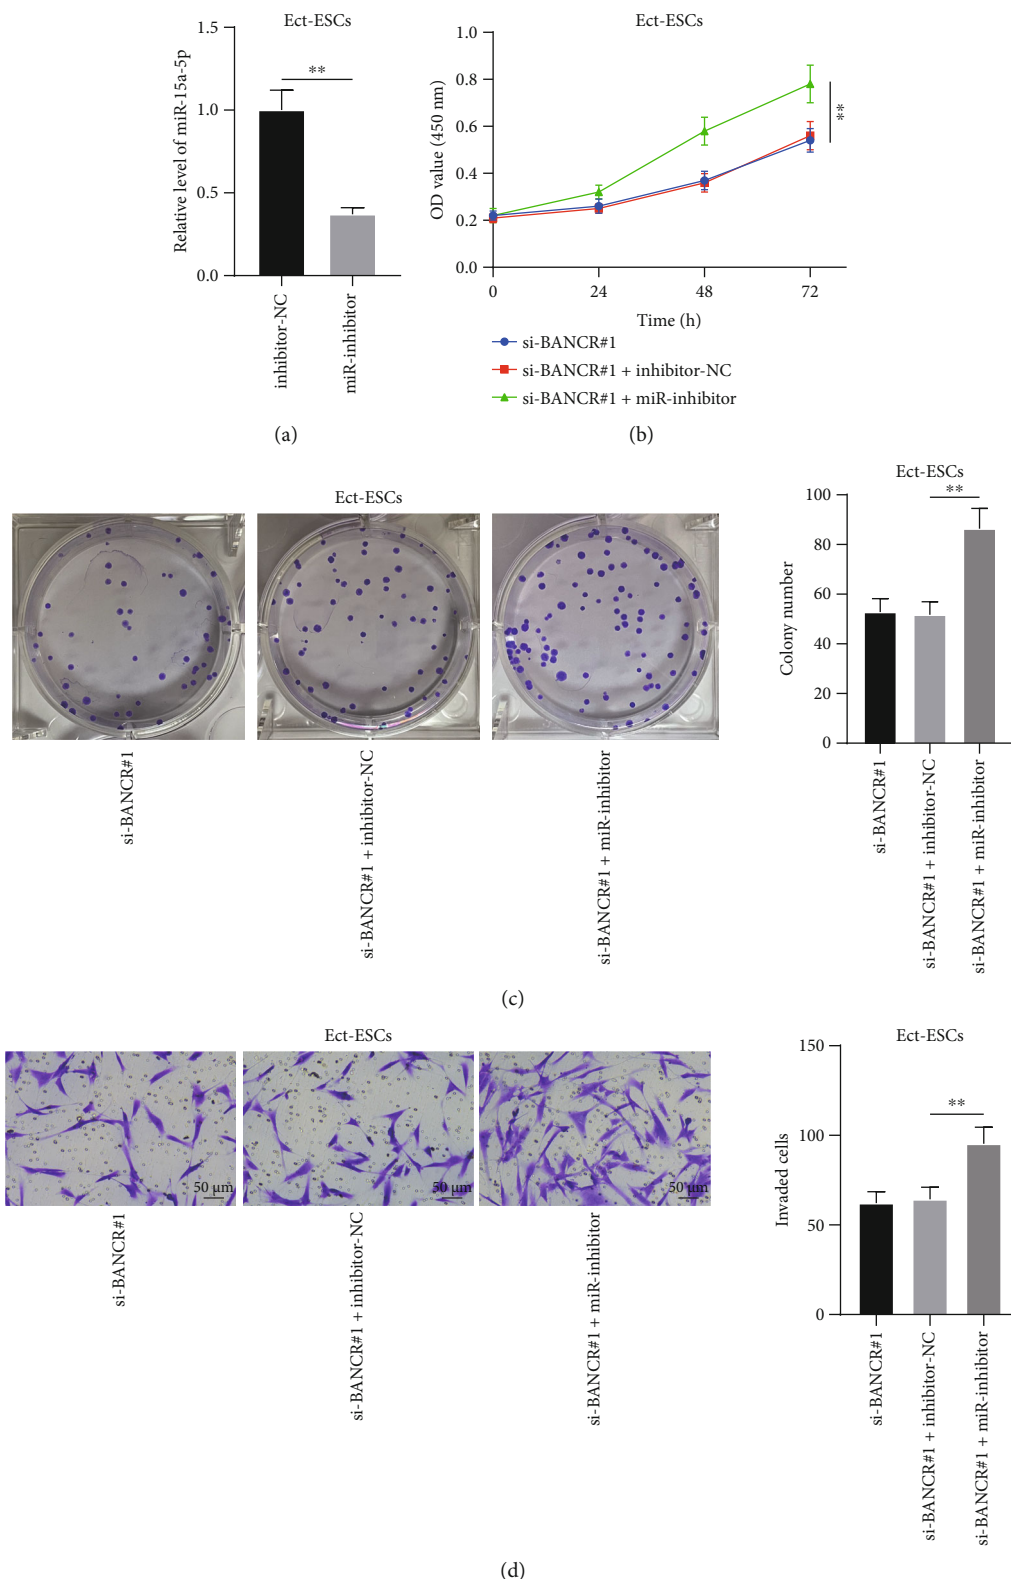 Ect-ESCs
Relative level of miR-15a-5p
1.5
1.0
0.5
0.0
**
inhibitor-NC
miR-inhibitor
(a)
Ect-ESCs
OD value (450 nm)
1.0
0.8
0.6
0.4
0.2
0.0
**
0
24
48
72
Time (h)
si-BANCR#1
si-BANCR#1 + inhibitor-NC
si-BANCR#1 + miR-inhibitor
(b)
Ect-ESCs
si-BANCR#1
si-BANCR#1 + inhibitor-NC
si-BANCR#1 + miR-inhibitor
Ect-ESCs
Colony number
100
80
60
40
20
0
**
si-BANCR#1
si-BANCR#1 + inhibitor-NC
si-BANCR#1 + miR-inhibitor
(c)
Ect-ESCs
50 μm
50 μm
50 μm
si-BANCR#1
si-BANCR#1 + inhibitor-NC
si-BANCR#1 + miR-inhibitor
Ect-ESCs
Invaded cells
150
100
50
0
**
si-BANCR#1
si-BANCR#1 + inhibitor-NC
si-BANCR#1 + miR-inhibitor
(d)